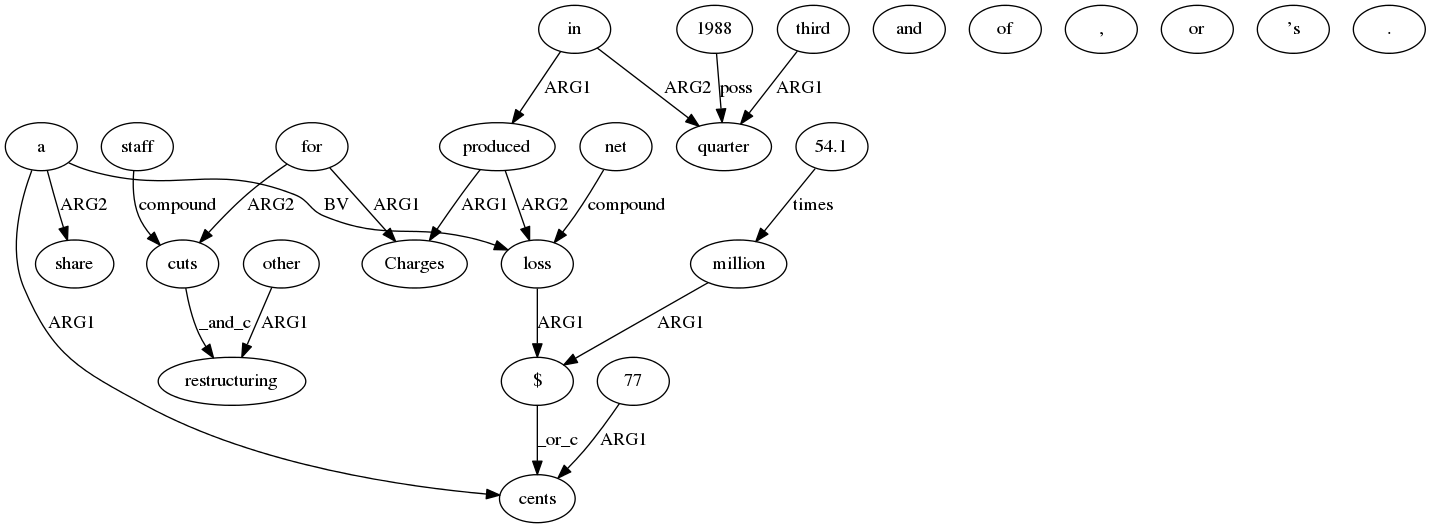 in 1988 third and of , or ’s .
ARG1 ARG2 poss ARG1
a staff for produced net quarter 54.1
ARG2 compound ARG2 BV ARG1 ARG1 ARG2 compound times
share cuts other Charges loss million
ARG1 _and_c ARG1 ARG1 ARG1
restructuring $ 77
_or_c ARG1
cents